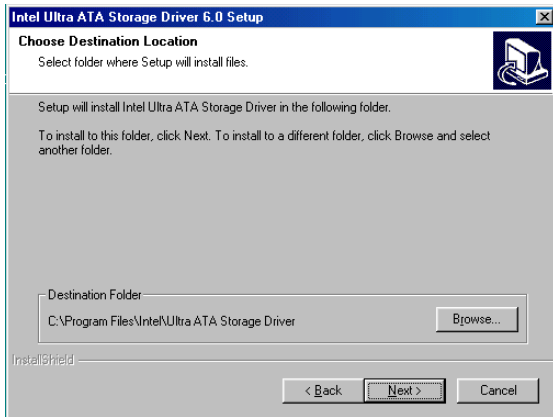 Intel Ultra ATA Storage Driver 6.0 Setup
Choose Destination Location
Select folder where Setup will install files.
Setup will install Intel Ultra ATA Storage Driver in the following folder.
To install to this folder, click Next. To install to a different folder, click Browse and select
another folder.
Destination Folder
C:\Program Files\Intel\Ultra ATA Storage Driver
Browse...
InstallShield
< Back
Next >
Cancel